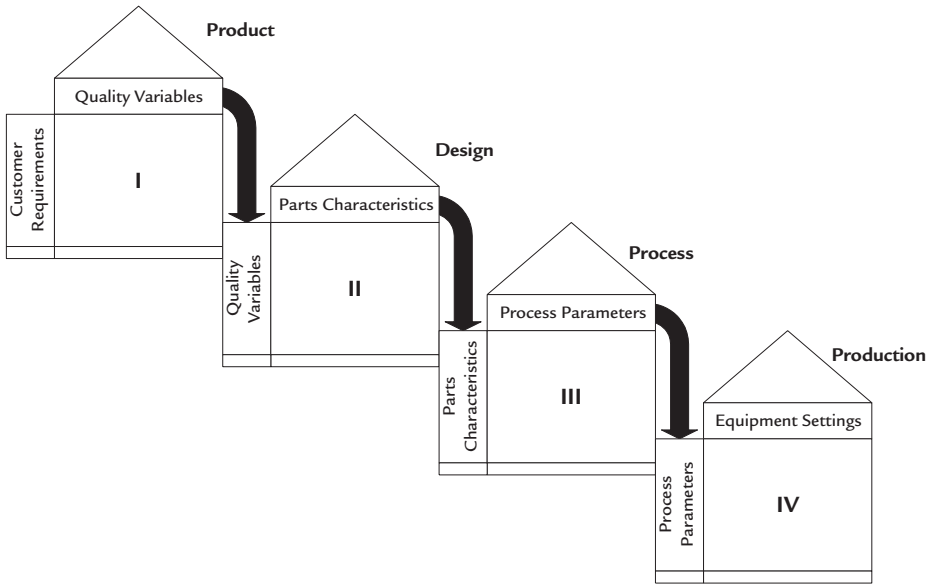 Product
Quality Variables
Customer
Requirements
I
Design
Parts Characteristics
Quality
Variables
II
Process
Process Parameters
Parts
Characteristics
III
Production
Equipment Settings
Process
Parameters
IV